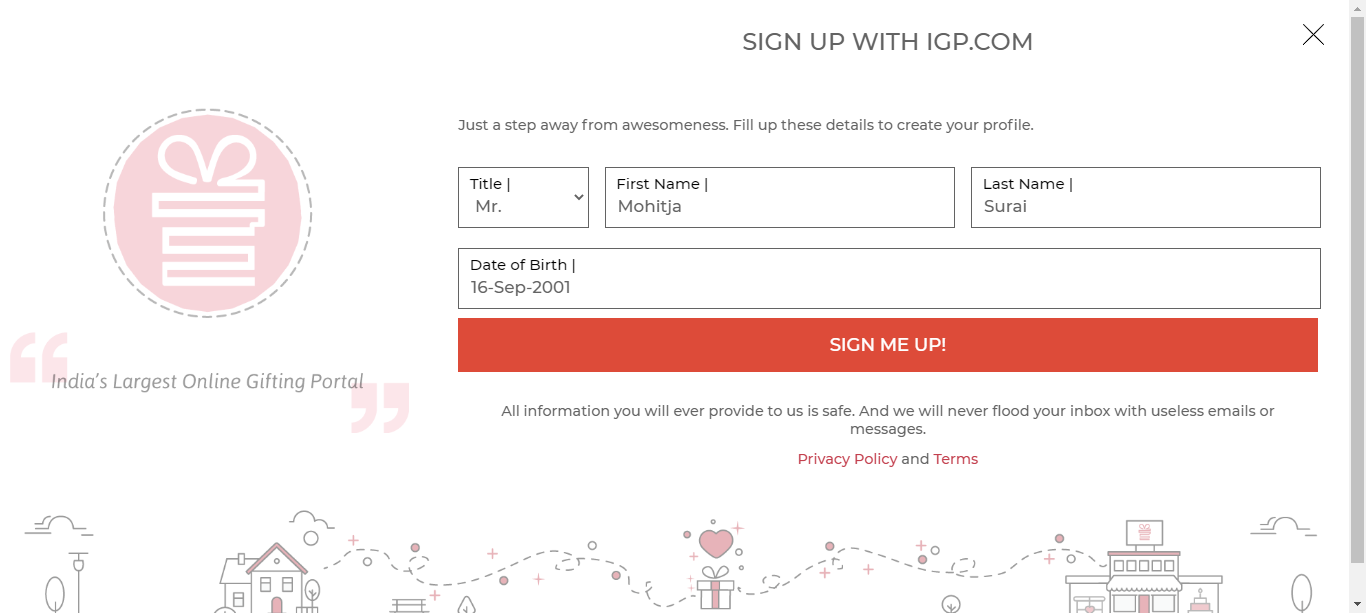 SIGN UP WITH IGP.COM
Just a step away from awesomeness. Fill up these details to create your profile.
Title |
Mr.
First Name |
Mohitja
Last Name |
Surai
Date of Birth |
16-Sep-2001
SIGN ME UP!
“India’s Largest Online Gifting Portal”
All information you will ever provide to us is safe. And we will never flood your inbox with useless emails or
messages.
Privacy Policy and Terms